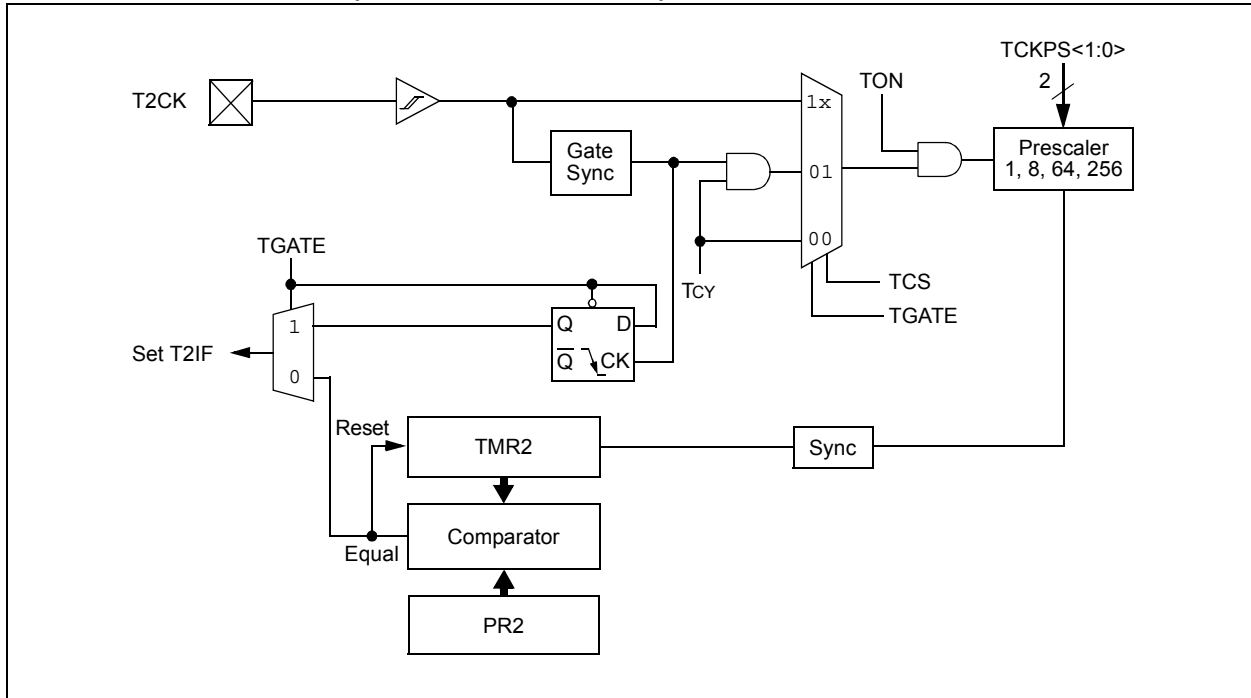 TCKPS<1:0>
2
TON
T2CK
1x
Gate
Sync
01
Prescaler
1, 8, 64, 256
00
TGATE
TCY
TCS
TGATE
1
Q
D
Set T2IF
Q
CK
0
Reset
TMR2
Sync
Equal
Comparator
PR2